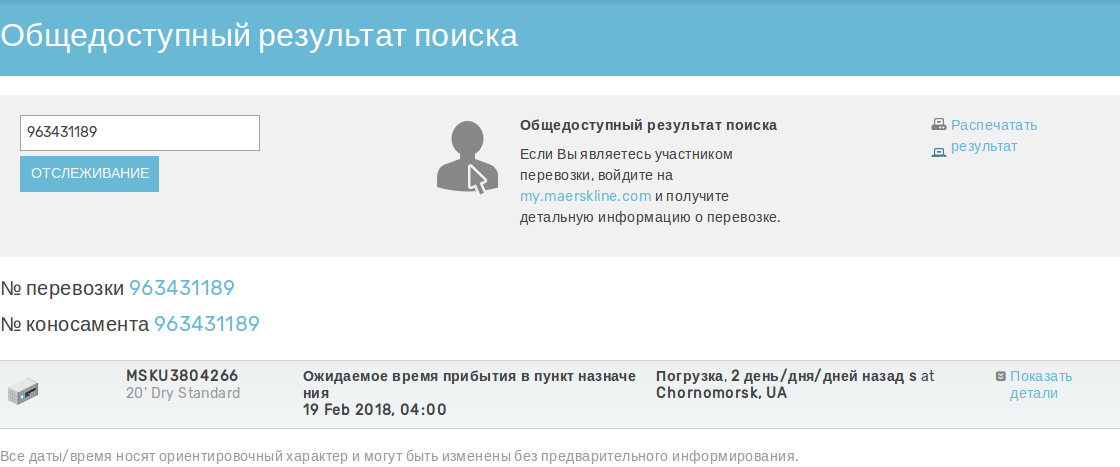 Общедоступный результат поиска
963431189
ОТСЛЕЖИВАНИЕ
Общедоступный результат поиска
Если Вы являетесь участником
перевозки, войдите на
my.maerskline.com и получите
детальную информацию о перевозке.
Распечатать
результат
№ перевозки 963431189
№ коносамента 963431189
MSKU3804266
20' Dry Standard
Ожидаемое время прибытия в пункт назначе
ния
19 Feb 2018, 04:00
Погрузка, 2 день/дня/дней назад s at
Chornomorsk, UA
Показать
детали
Все даты/время носят ориентировочный характер и могут быть изменены без предварительного информирования.